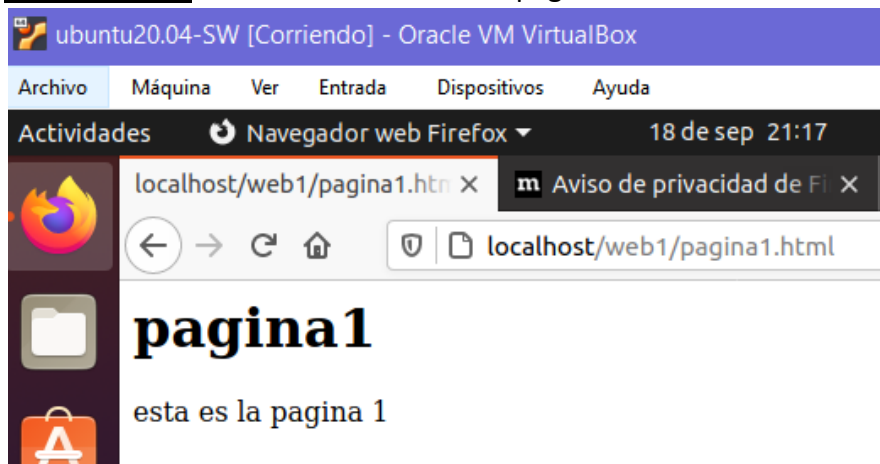 ubuntu20.04-SW [Corriendo] - Oracle VM VirtualBox
Archivo Máquina Ver Entrada Dispositivos Ayuda
Actividades Navegador web Firefox 18 de sep 21:17
localhost/web1/pagina1.htm m Aviso de privacidad de Fi
localhost/web1/pagina1.html
pagina1
esta es la pagina 1